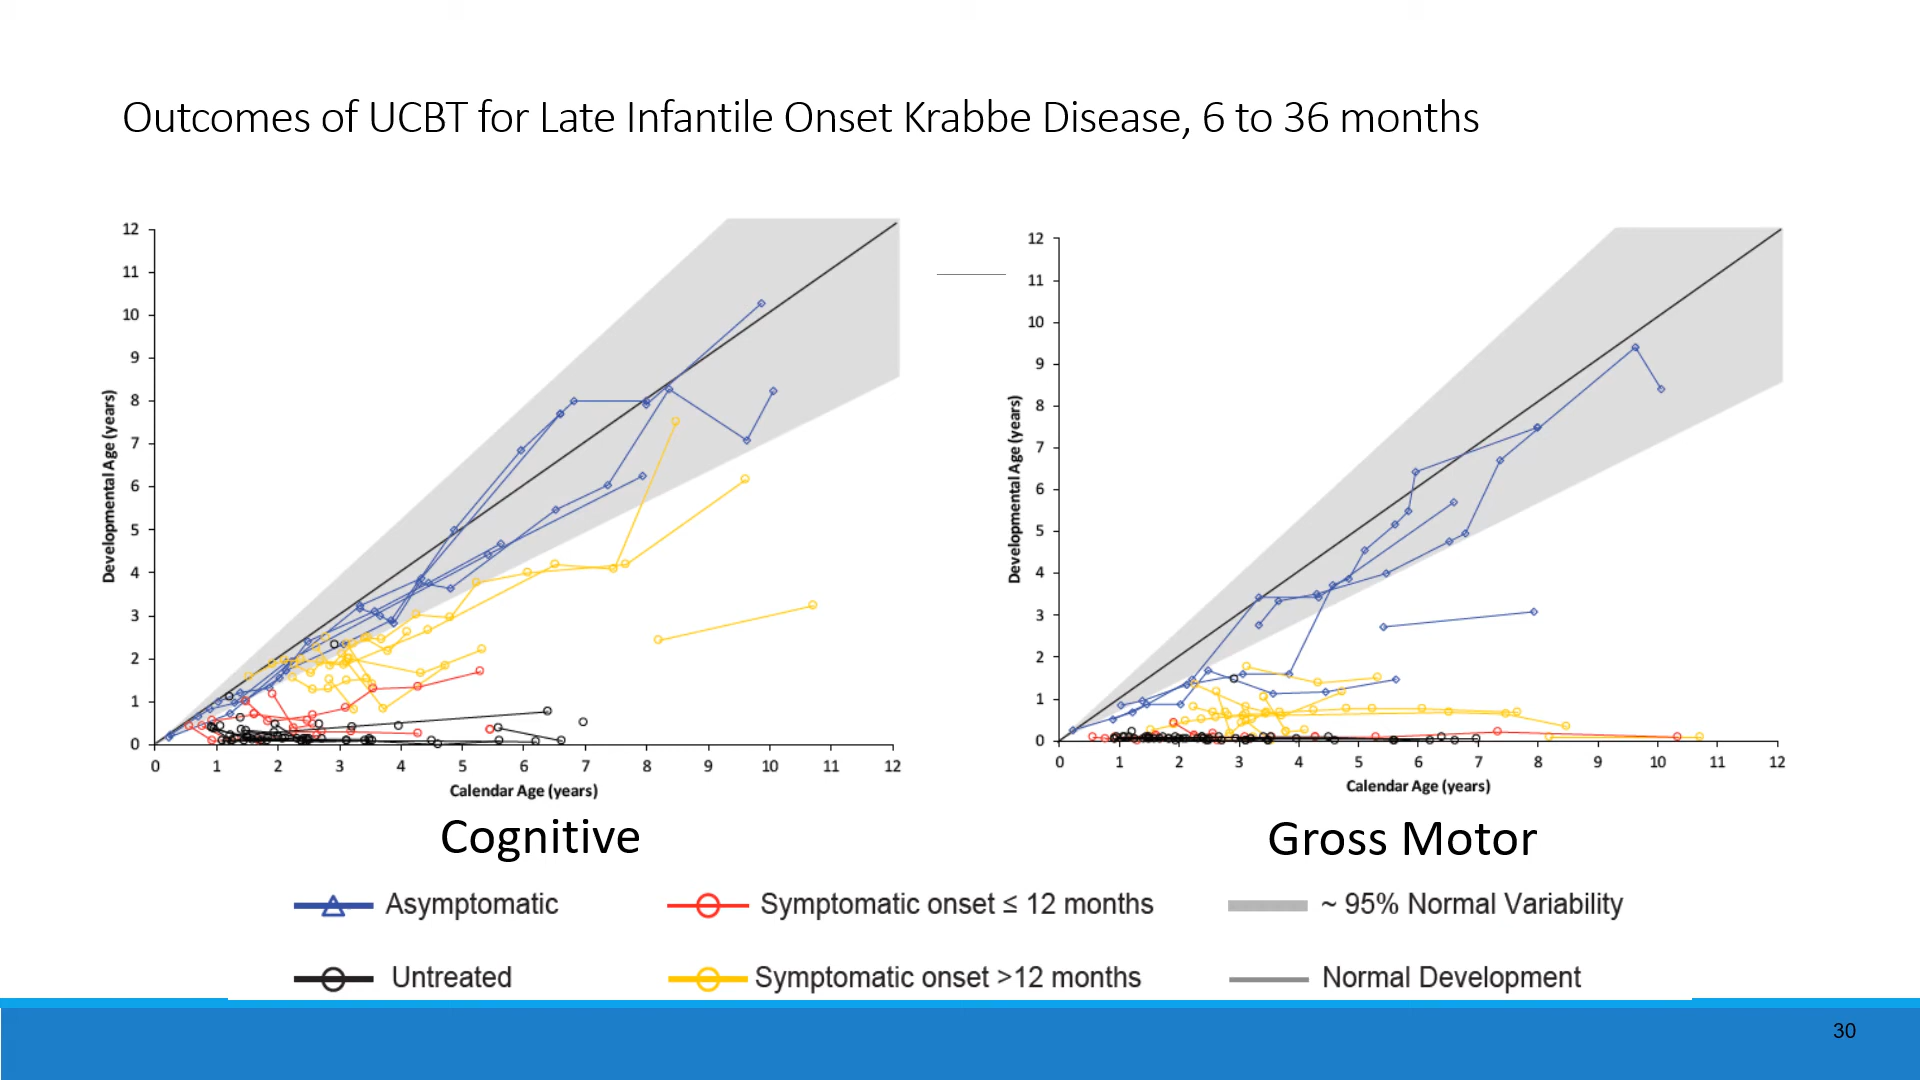 Outcomes of UCBT for Late Infantile Onset Krabbe Disease, 6 to 36 months
12
11
10
9
8
7
6
5
4
3
2
1
0
Developmental Age (years)
0 1 2 3 4 5 6 7 8 9 10 11 12
Calendar Age (years)
Cognitive
12
11
10
9
8
7
6
5
4
3
2
1
0
Developmental Age (years)
0 1 2 3 4 5 6 7 8 9 10 11 12
Calendar Age (years)
Gross Motor
Asymptomatic
Symptomatic onset ≤ 12 months
~ 95% Normal Variability
Untreated
Symptomatic onset >12 months
Normal Development
30